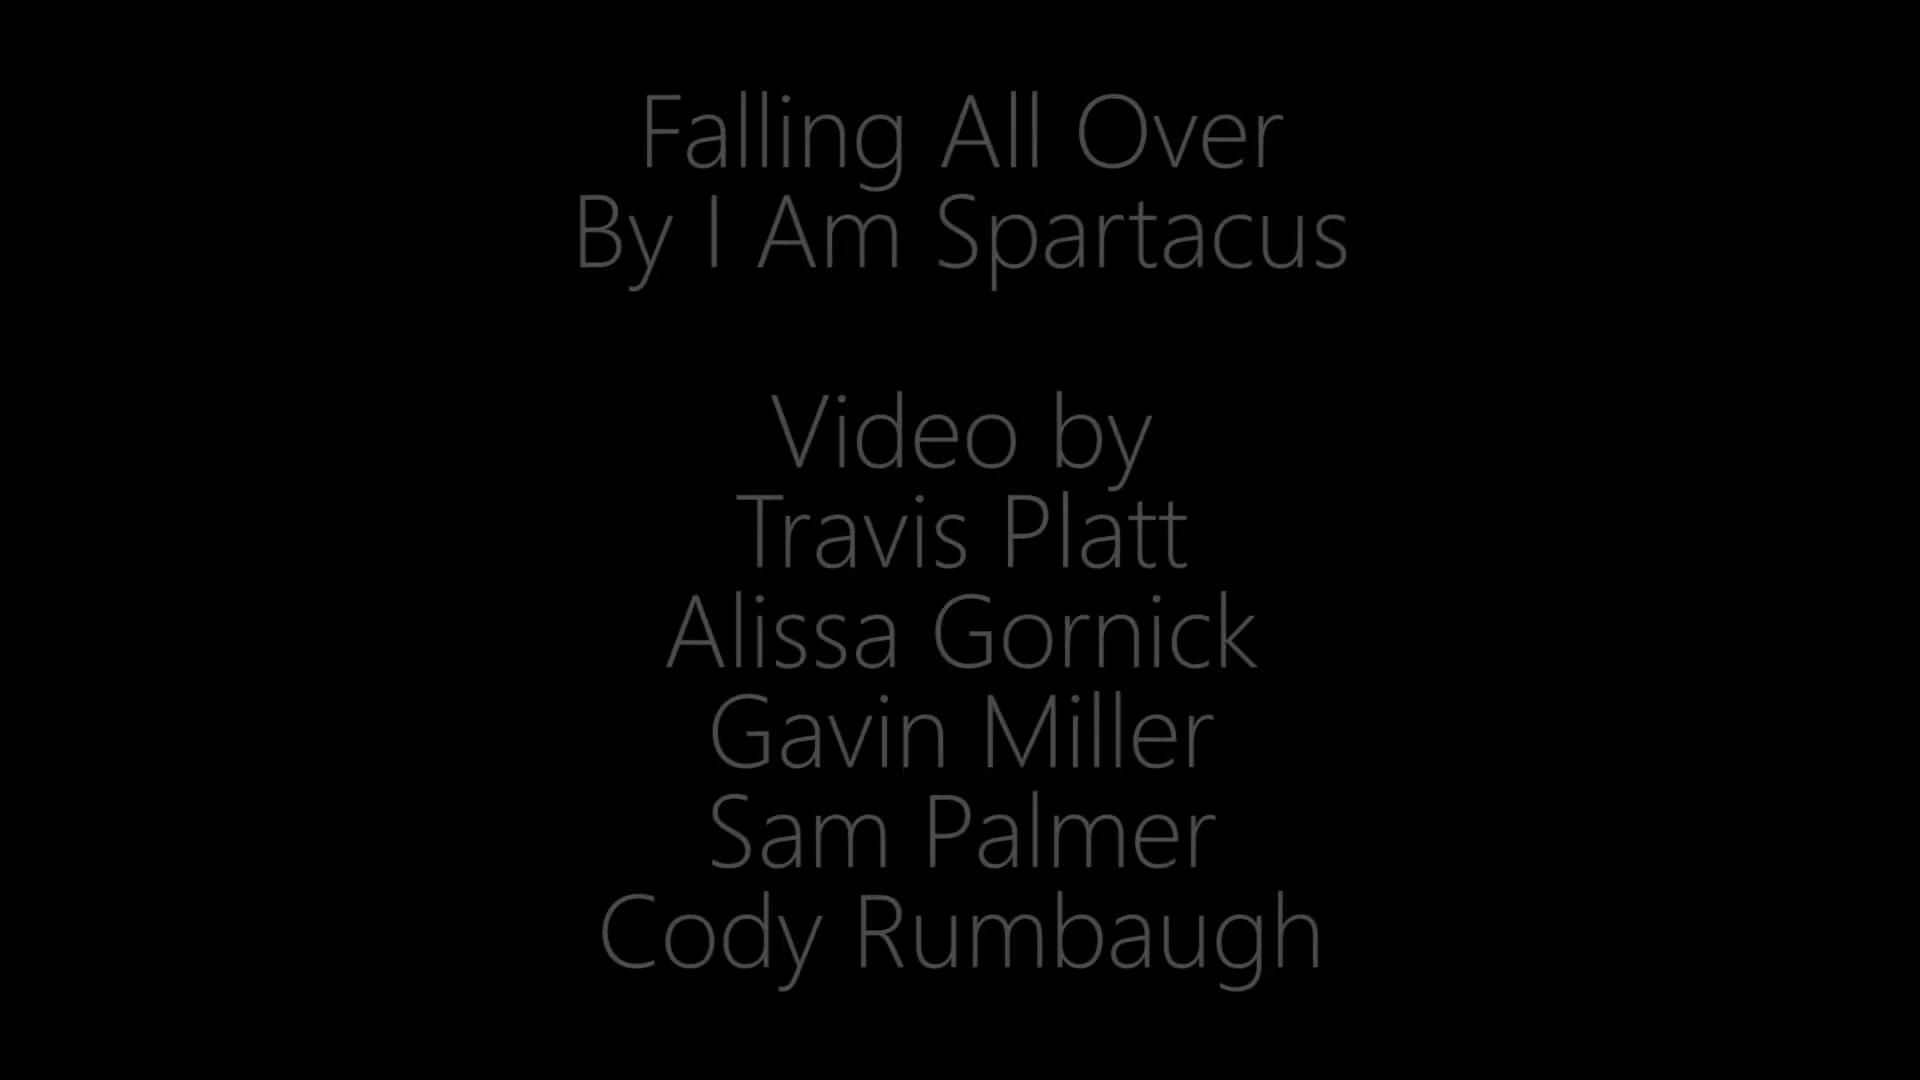 Falling All Over
By I Am Spartacus
Video by
Travis Platt
Alissa Gornick
Gavin Miller
Sam Palmer
Cody Rumbaugh